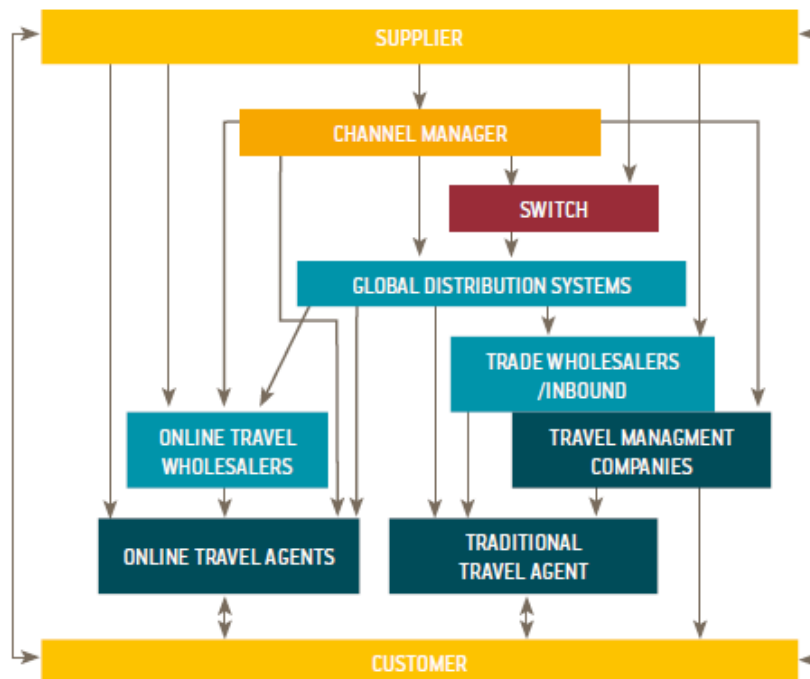 SUPPLIER
CHANNEL MANAGER
SWITCH
GLOBAL DISTRIBUTION SYSTEMS
TRADE WHOLESALERS
/INBOUND
ONLINE TRAVEL
WHOLESALERS
TRAVEL MANAGMENT
COMPANIES
ONLINE TRAVEL AGENTS
TRADITIONAL
TRAVEL AGENT
CUSTOMER